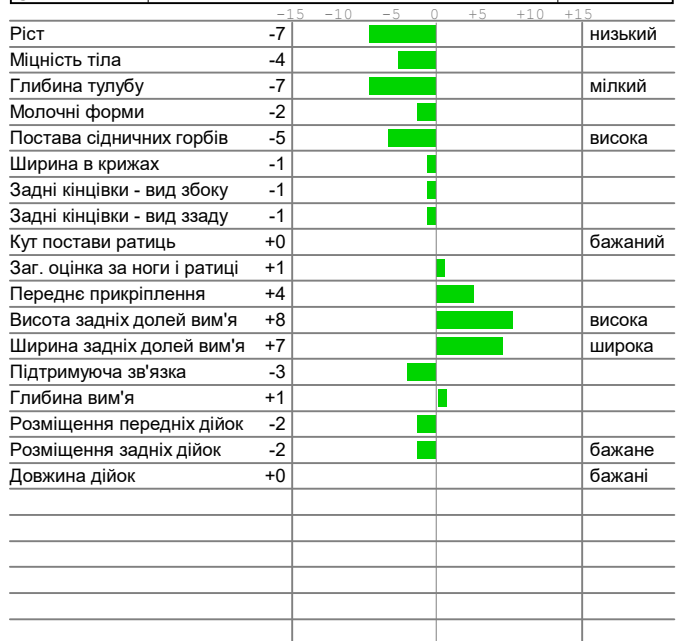 -15 -10 -5 0 +5 +10 +15
Ріст -7 низький
Міцність тіла -4
Глибина тулубу -7 мілкий
Молочні форми -2
Постава сідничних горбів -5 висока
Ширина в крижах -1
Задні кінцівки - вид збоку -1
Задні кінцівки - вид ззаду -1
Кут постави ратиць +0 бажаний
Заг. оцінка за ноги і ратиці +1
Переднє прикріплення +4
Висота задніх долей вим'я +8 висока
Ширина задніх долей вим'я +7 широка
Підтримуюча зв'язка -3
Глибина вим'я +1
Розміщення передніх дійок -2
Розміщення задніх дійок -2 бажане
Довжина дійок +0 бажані